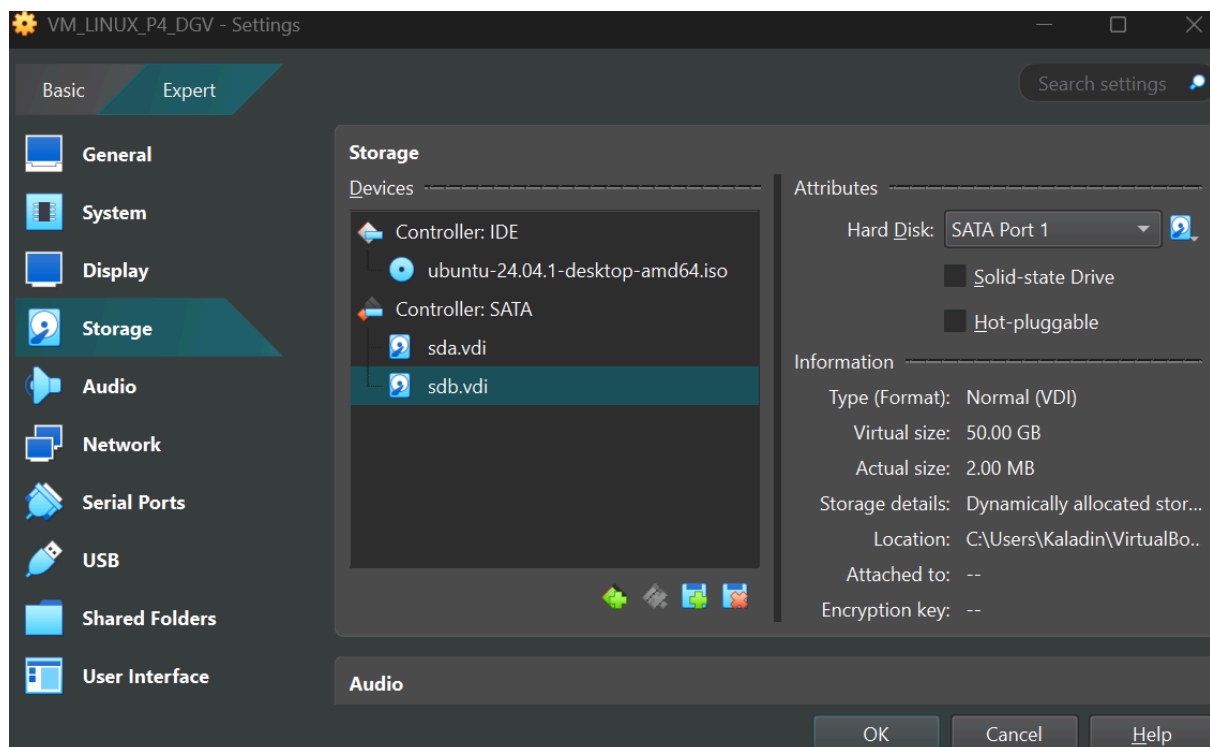 VM_LINUX_P4_DGV - Settings
Basic
Expert
Search settings
General
System
Display
Storage
Audio
Network
Serial Ports
USB
Shared Folders
User Interface
Storage
Devices
Controller: IDE
ubuntu-24.04.1-desktop-amd64.iso
Controller: SATA
sda.vdi
sdb.vdi
Attributes
Hard Disk: SATA Port 1
Solid-state Drive
Hot-pluggable
Information
Type (Format): Normal (VDI)
Virtual size: 50.00 GB
Actual size: 2.00 MB
Storage details: Dynamically allocated stor...
Location: C:\Users\Kaladin\VirtualBo..
Attached to: --
Encryption key: --
Audio
OK
Cancel
Help